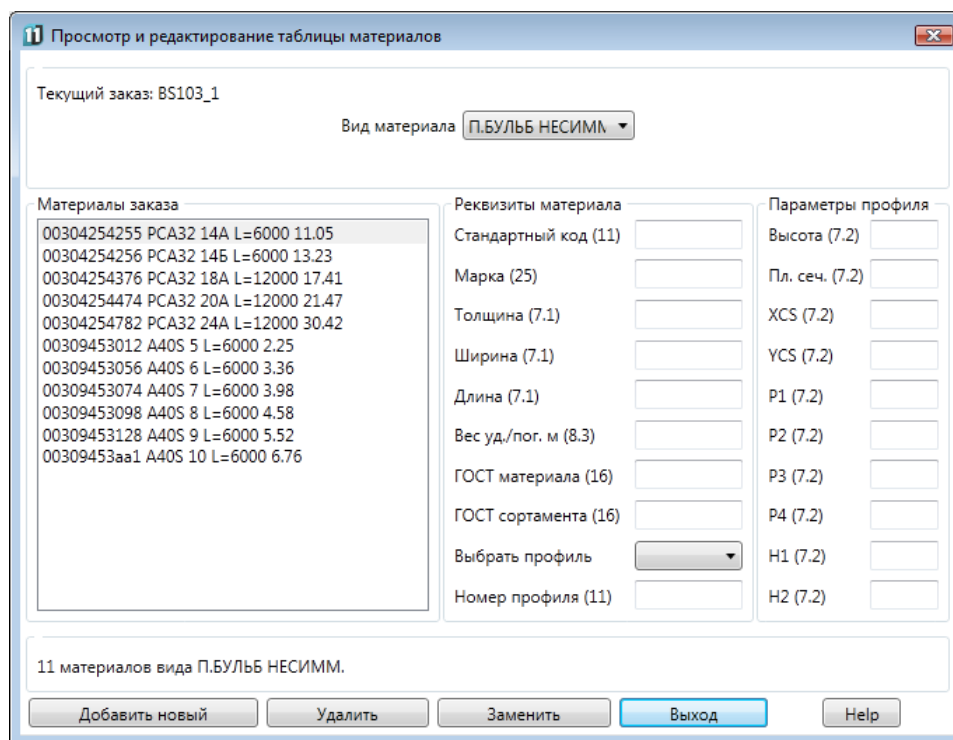 11 Просмотр и редактирование таблицы материалов
Текущий заказ: BS103_1
Вид материала П.БУЛЬБ НЕСИММ
Материалы заказа
00304254255 PCA32 14А L=6000 11.05
00304254256 PCA32 14Б L=6000 13.23
00304254376 PCA32 18А L=12000 17.41
00304254474 PCA32 20А L=12000 21.47
00304254782 PCA32 24А L=12000 30.42
00309453012 A40S 5 L=6000 2.25
00309453056 A40S 6 L=6000 3.36
00309453074 A40S 7 L=6000 3.98
00309453098 A40S 8 L=6000 4.58
00309453128 A40S 9 L=6000 5.52
00309453aa1 A40S 10 L=6000 6.76
Реквизиты материала
Стандартный код (11)
Марка (25)
Толщина (7.1)
Ширина (7.1)
Длина (7.1)
Вес уд./пог. м (8.3)
ГОСТ материала (16)
ГОСТ сортамента (16)
Выбрать профиль
Номер профиля (11)
Параметры профиля
Высота (7.2)
Пл. сеч. (7.2)
XCS (7.2)
YCS (7.2)
P1 (7.2)
P2 (7.2)
P3 (7.2)
P4 (7.2)
H1 (7.2)
H2 (7.2)
11 материалов вида П.БУЛЬБ НЕСИММ.
Добавить новый
Удалить
Заменить
Выход
Help